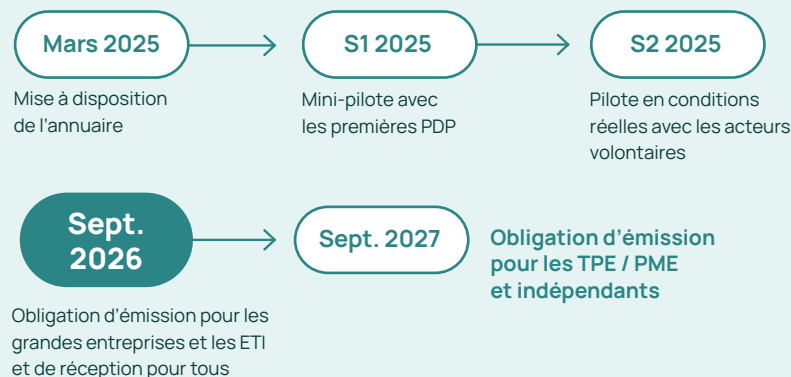 Mars 2025
S1 2025
S2 2025
Mise à disposition
de l'annuaire
Mini-pilote avec
les premières PDP
Pilote en conditions
réelles avec les acteurs
volontaires
Sept.
2026
Sept. 2027
Obligation d'émission
pour les TPE / PME
et indépendants
Obligation d'émission pour les
grandes entreprises et les ETI
et de réception pour tous